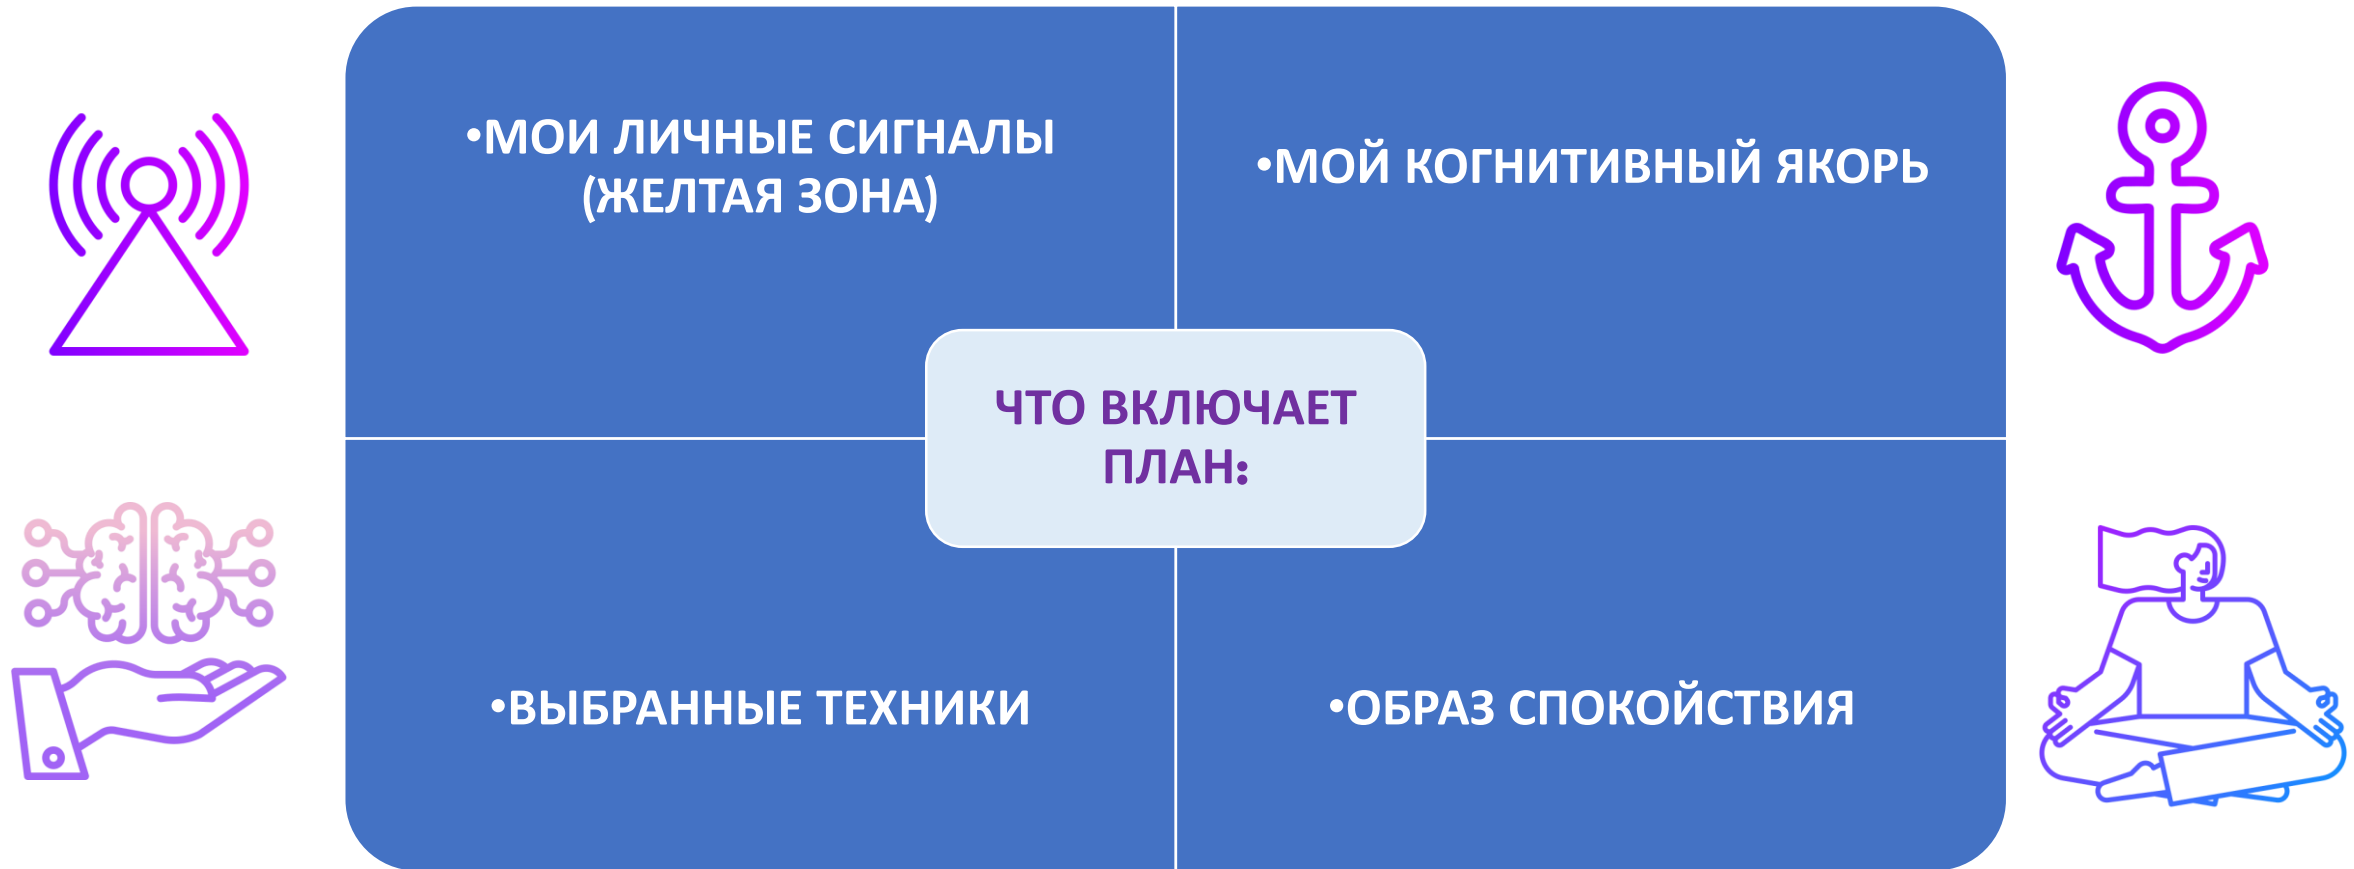 •МОИ ЛИЧНЫЕ СИГНАЛЫ
(ЖЕЛТАЯ ЗОНА)
•МОЙ КОГНИТИВНЫЙ ЯКОРЬ
ЧТО ВКЛЮЧАЕТ
ПЛАН:
•ВЫБРАННЫЕ ТЕХНИКИ
•ОБРАЗ СПОКОЙСТВИЯ